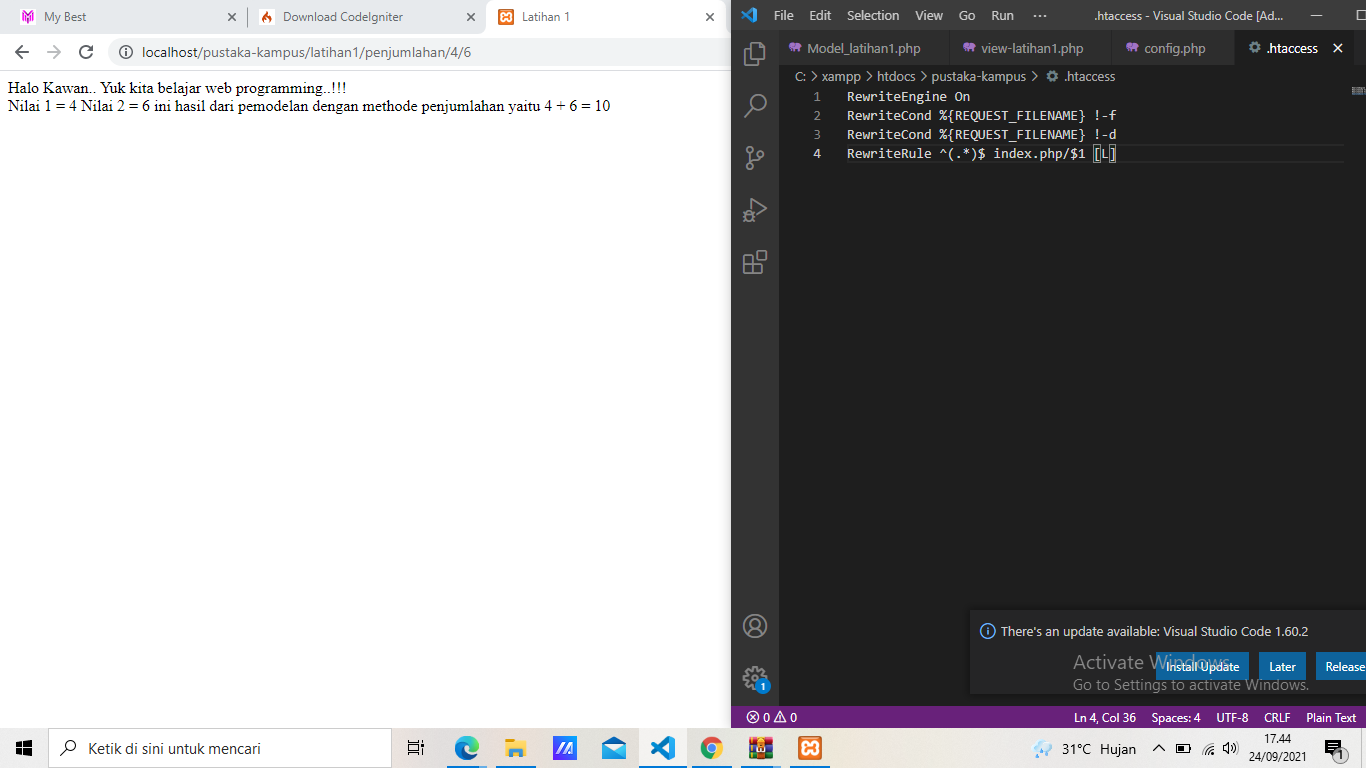 My Best
Download CodeIgniter
Latihan 1
localhost/pustaka-kampus/latihan1/penjumlahan/4/6
Halo Kawan.. Yuk kita belajar web programming..!!!
Nilai 1 = 4 Nilai 2 = 6 ini hasil dari pemodelan dengan methode penjumlahan yaitu 4 + 6 = 10
File Edit Selection View Go Run ··· .htaccess - Visual Studio Code [Ad...
Model_latihan1.php view-latihan1.php config.php .htaccess
C: > xampp > htdocs > pustaka-kampus > .htaccess
1 RewriteEngine On
2 RewriteCond %{REQUEST_FILENAME} !-f
3 RewriteCond %{REQUEST_FILENAME} !-d
4 RewriteRule ^(.*)$ index.php/$1 [L]
There's an update available: Visual Studio Code 1.60.2
Install Update Later Release
Activate Windows
Go to Settings to activate Windows.
1
0 0 Ln 4, Col 36 Spaces: 4 UTF-8 CRLF Plain Text
Ketik di sini untuk mencari
31°C Hujan
17.44
24/09/2021
1